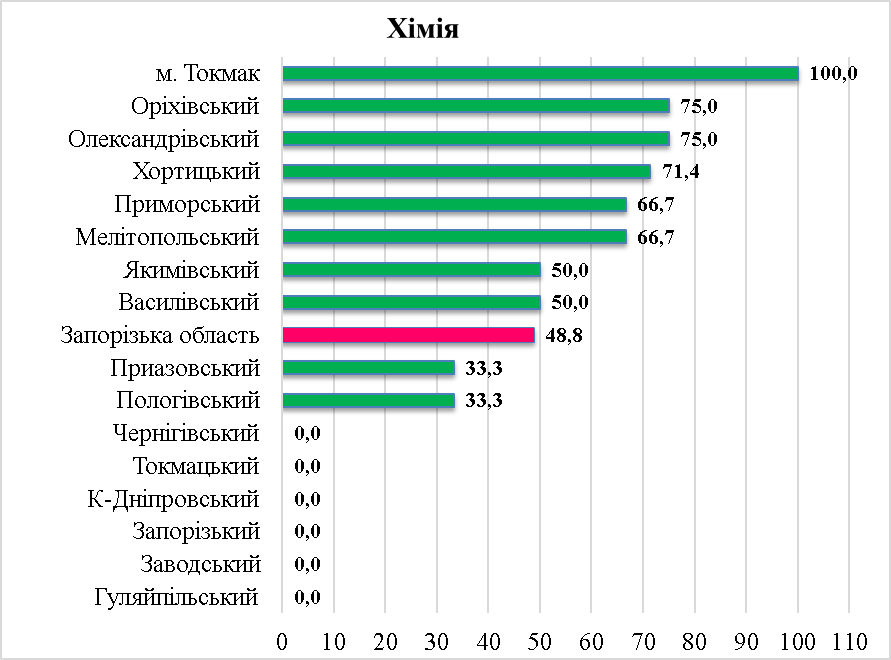 Хімія
м. Токмак 100,0
Оріхівський 75,0
Олександрівський 75,0
Хортицький 71,4
Приморський 66,7
Мелітопольський 66,7
Якимівський 50,0
Василівський 50,0
Запорізька область 48,8
Приазовський 33,3
Пологівський 33,3
Чернігівський 0,0
Токмацький 0,0
К-Дніпровський 0,0
Запорізький 0,0
Заводський 0,0
Гуляйпільський 0,0
0 10 20 30 40 50 60 70 80 90 100 110